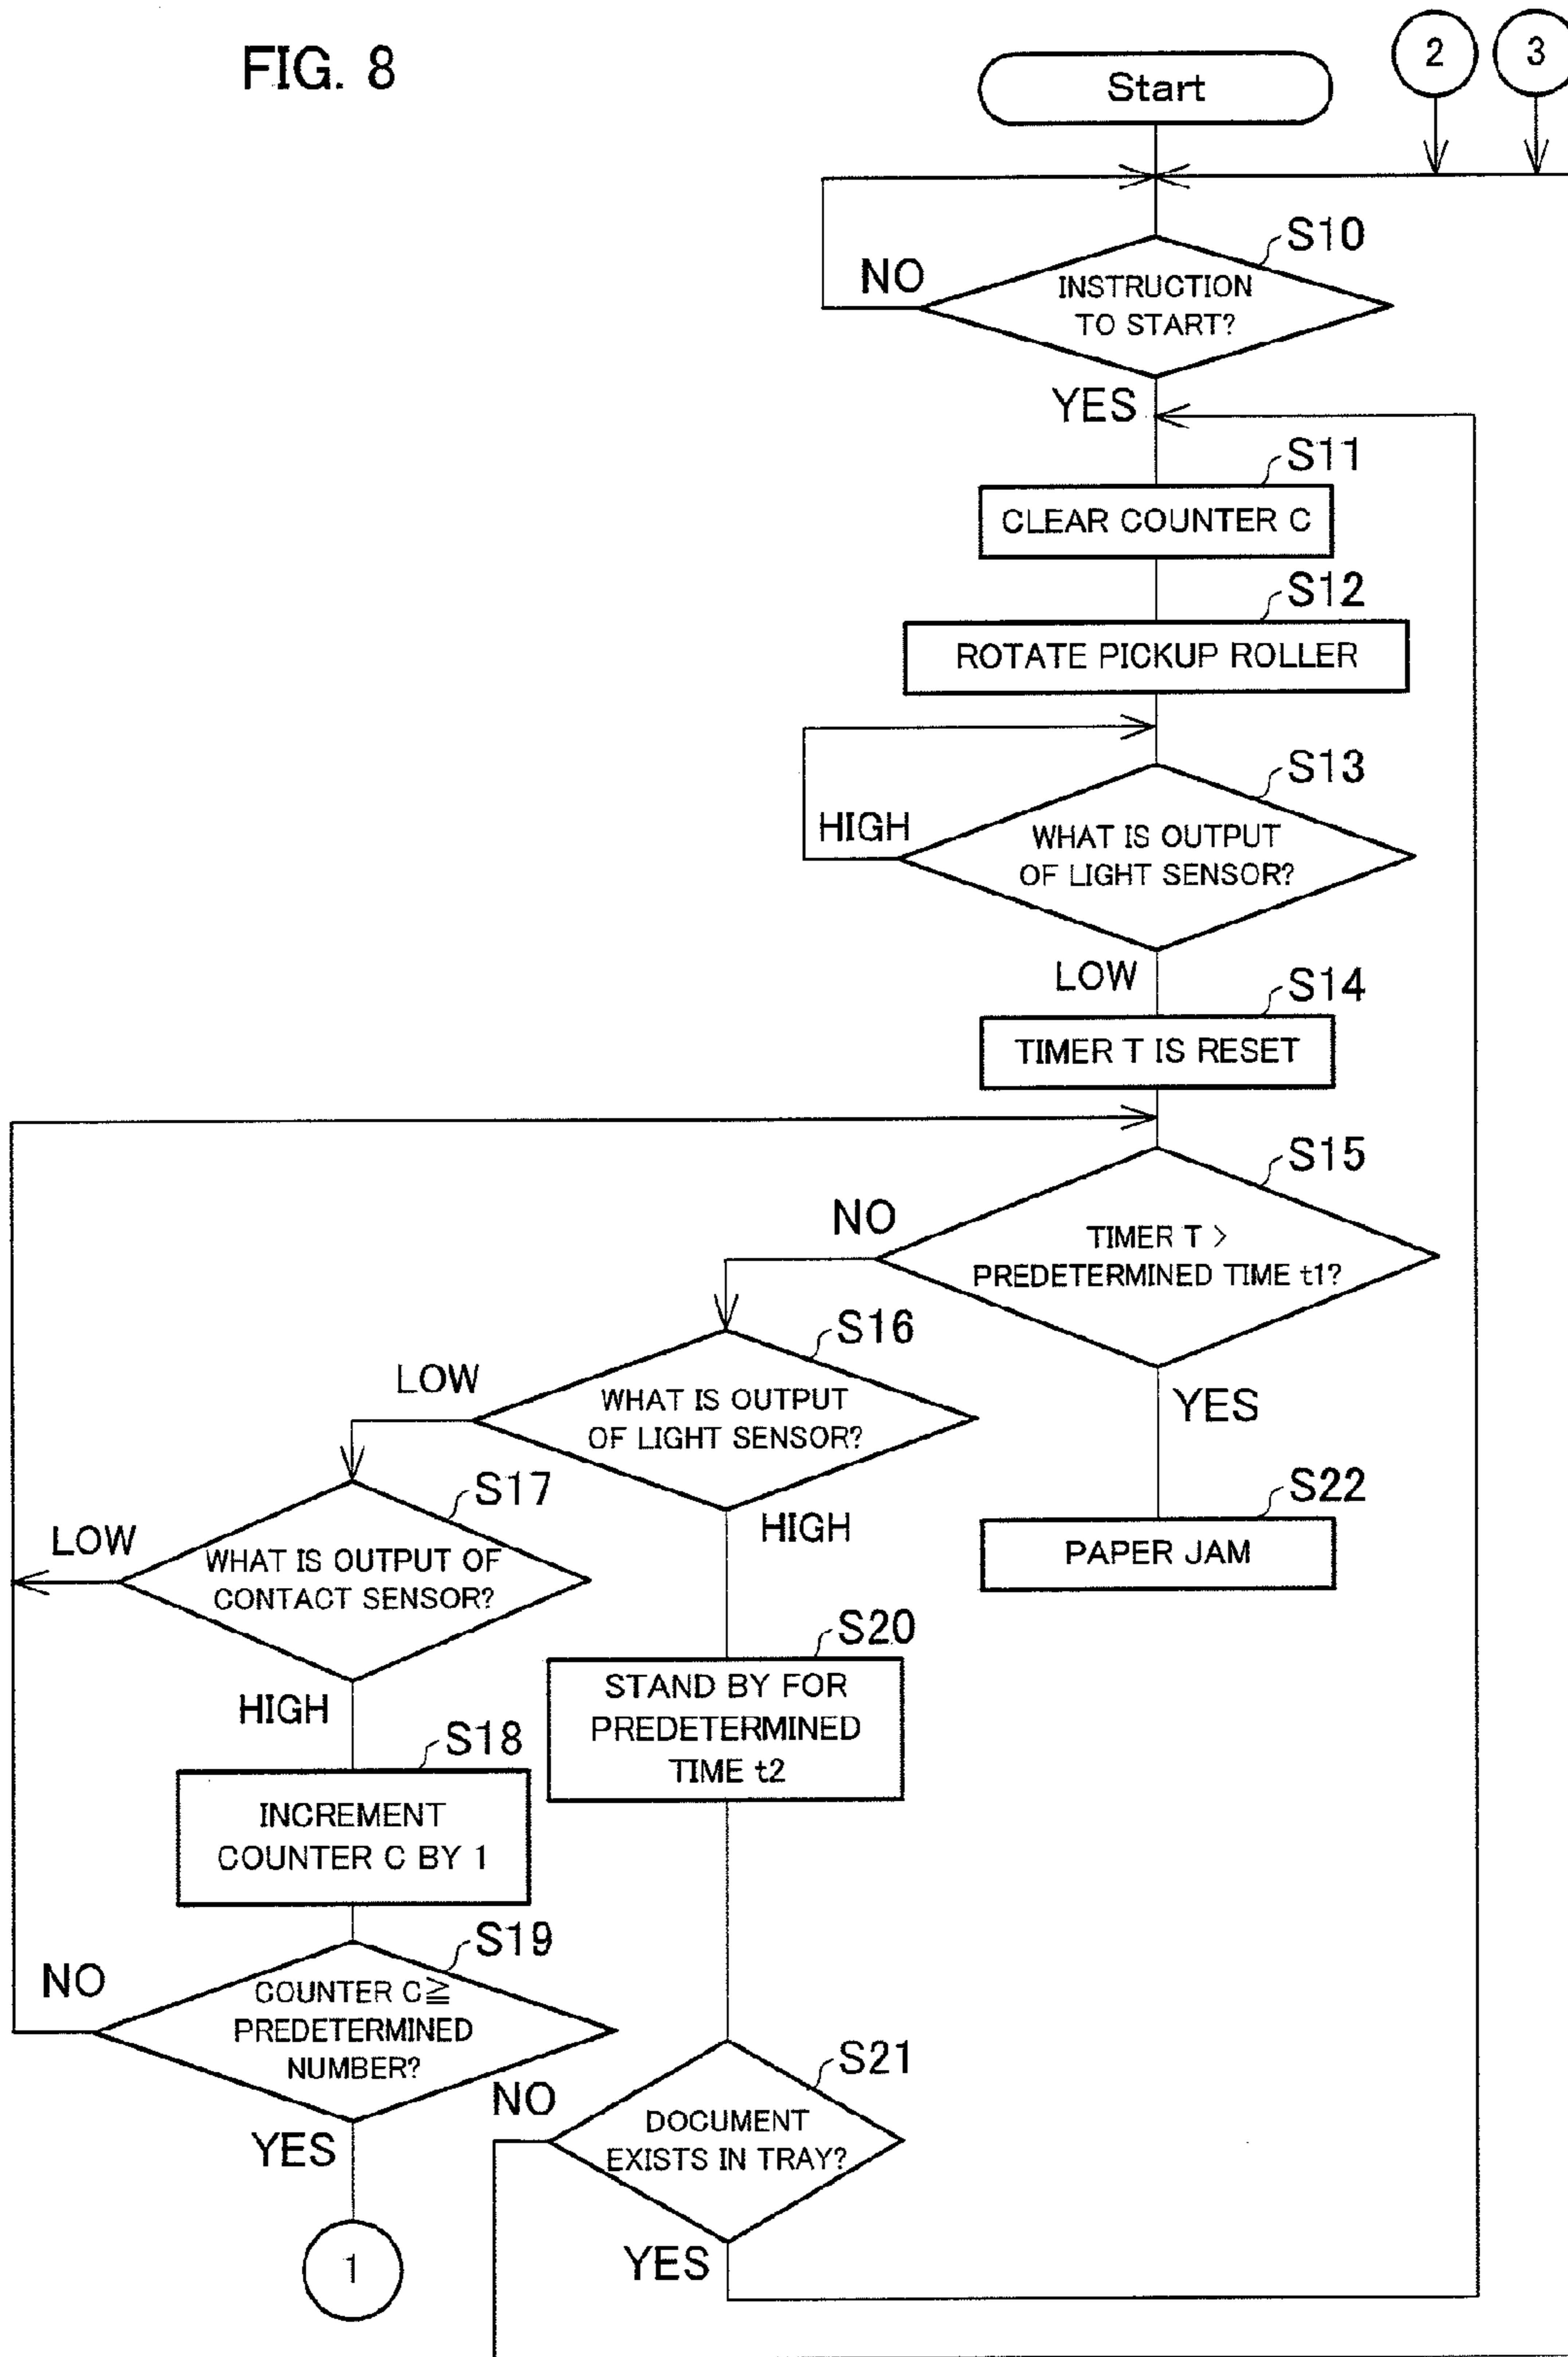 FIG. 8
Start
2
3
S10
NO
INSTRUCTION
TO START?
YES
S11
CLEAR COUNTER C
S12
ROTATE PICKUP ROLLER
S13
HIGH
WHAT IS OUTPUT
OF LIGHT SENSOR?
LOW
S14
TIMER T IS RESET
S15
NO
TIMER T >
PREDETERMINED TIME t1?
YES
S16
LOW
WHAT IS OUTPUT
OF LIGHT SENSOR?
HIGH
S22
PAPER JAM
S17
LOW
WHAT IS OUTPUT OF
CONTACT SENSOR?
HIGH
S20
STAND BY FOR
PREDETERMINED
TIME t2
S18
INCREMENT
COUNTER C BY 1
S19
NO
COUNTER C≧
PREDETERMINED
NUMBER?
YES
1
S21
NO
DOCUMENT
EXISTS IN TRAY?
YES